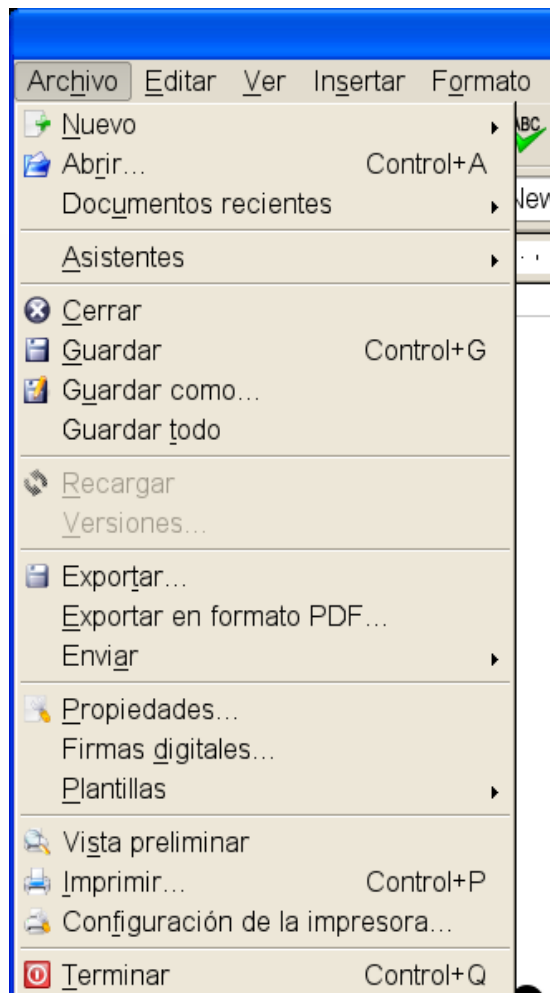 Archivo Editar Ver Insertar Formato
Nuevo
ABC
Abrir... Control+A
Documentos recientes
New
Asistentes
Cerrar
Guardar Control+G
Guardar como...
Guardar todo
Recargar
Versiones...
Exportar...
Exportar en formato PDF...
Enviar
Propiedades...
Firmas digitales...
Plantillas
Vista preliminar
Imprimir... Control+P
Configuración de la impresora...
Terminar Control+Q